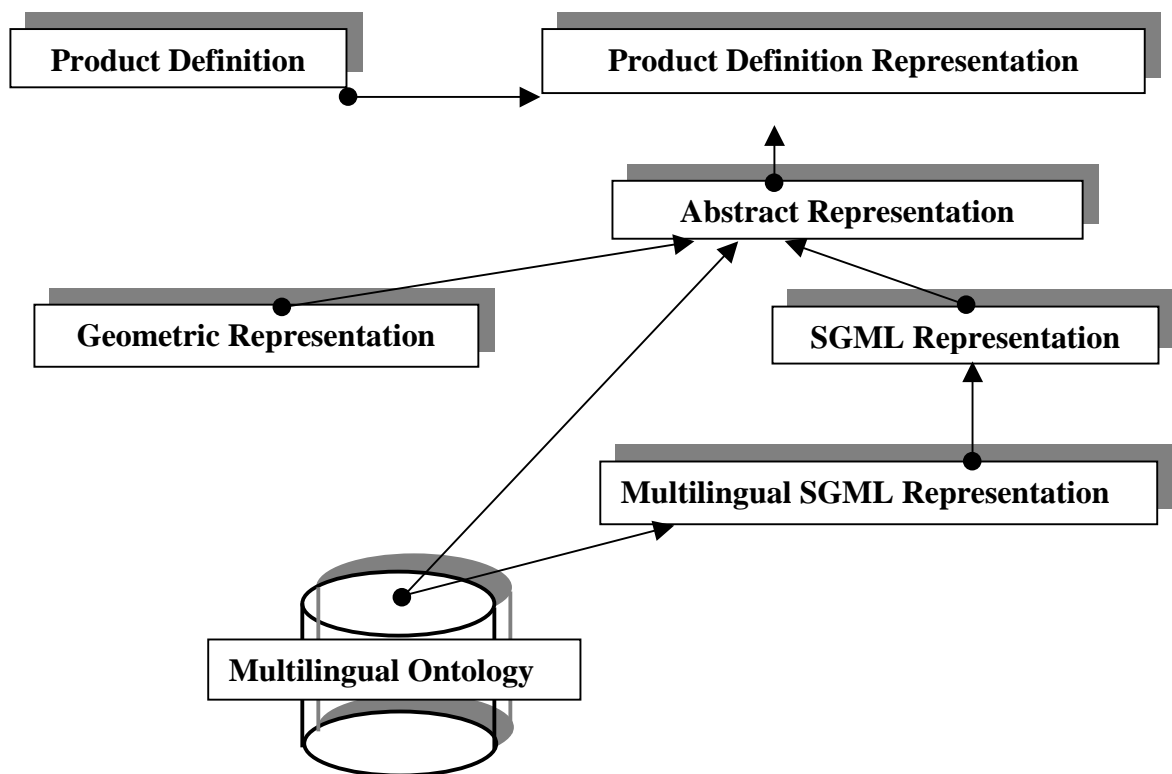 Product Definition
Product Definition Representation
Abstract Representation
Geometric Representation
SGML Representation
Multilingual SGML Representation
Multilingual Ontology